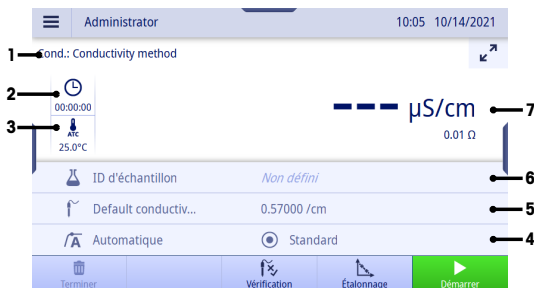 Administrator 10:05 10/14/2021
1 Cond.: Conductivity method
2 00:00:00
--- µS/cm 7
3 ATC 0.01 Ω
25.0°C
ID d'échantillon Non défini 6
Default conductiv... 0.57000 /cm 5
Automatique Standard 4
Terminer Vérification Étalonnage Démarrer